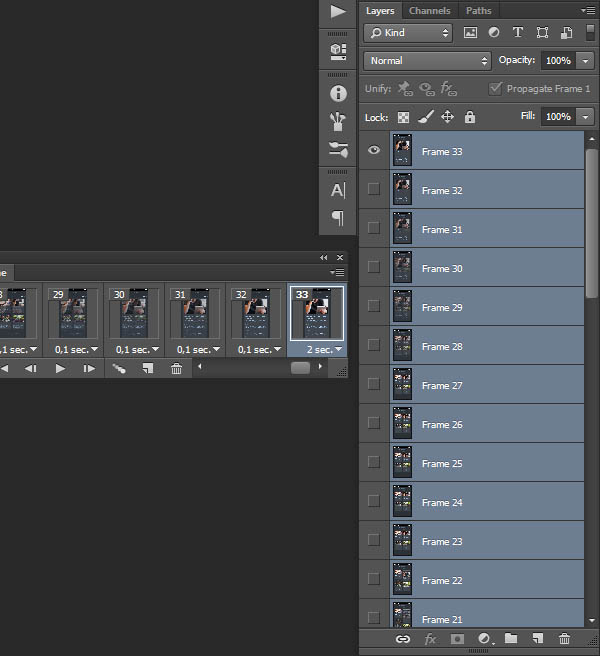 Layers Channels Paths
Kind
Normal Opacity: 100%
Unify: Propagate Frame 1
Lock: Fill: 100%
Frame 33
Frame 32
Frame 31
Frame 30
Frame 29
Frame 28
Frame 27
Frame 26
Frame 25
Frame 24
Frame 23
Frame 22
Frame 21
29 30 31 32 33
0,1 sec. 0,1 sec. 0,1 sec. 0,1 sec. 0,1 sec. 2 sec.
fx